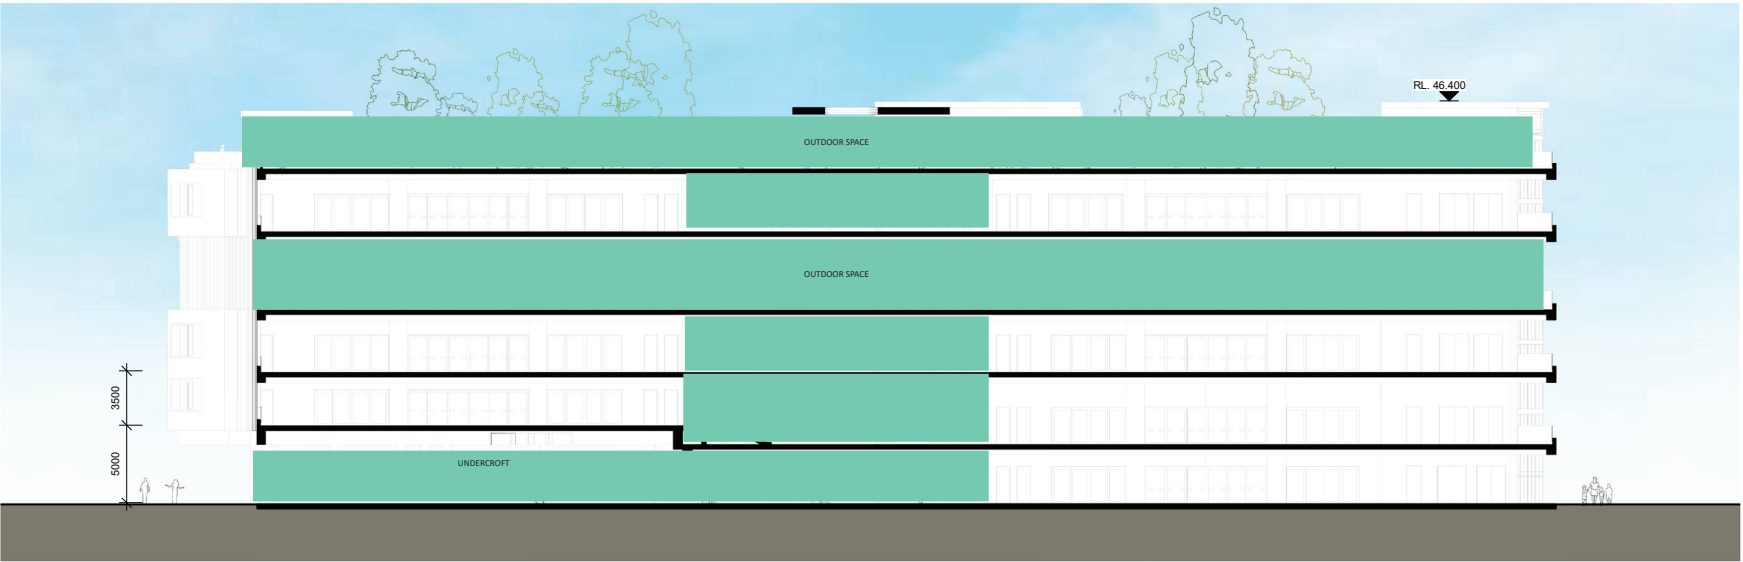 RL. 46.400
OUTDOOR SPACE
OUTDOOR SPACE
3500
5000
UNDERCROFT